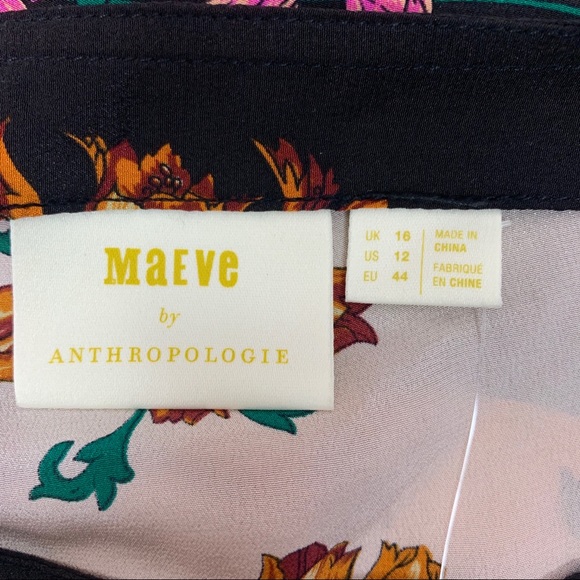 MaEve
by
ANTHROPOLOGIE
UK 16
US 12
EU 44
MADE IN
CHINA
FABRIQUÉ
EN CHINE